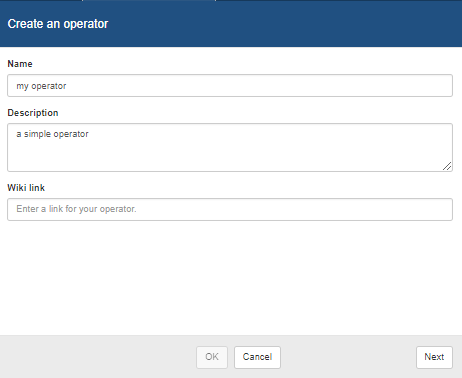 Create an operator
Name
my operator
Description
a simple operator
Wiki link
Enter a link for your operator.
OK Cancel Next